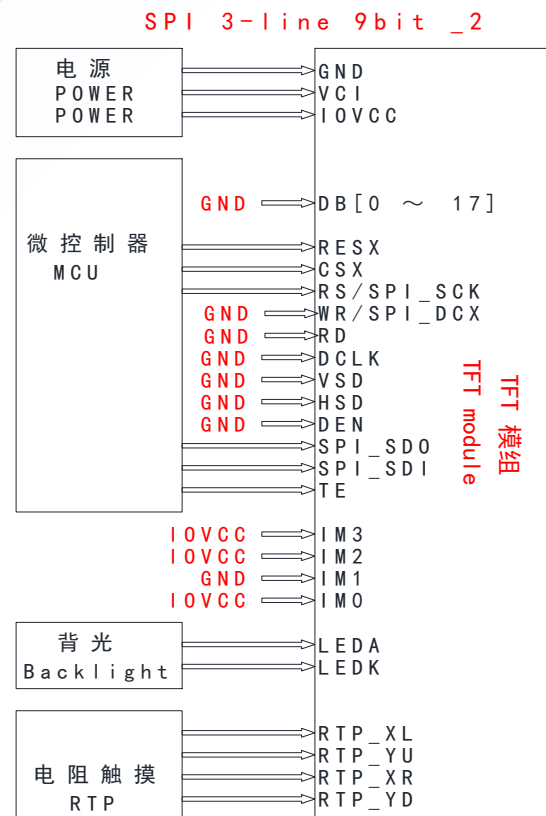 SPI 3-line 9bit _2
电源
POWER
POWER
GND
VCI
IOVCC
微控制器
MCU
GND DB[0 ～ 17]
RESX
CSX
RS/SPI_SCK
GND WR/SPI_DCX
GND RD
GND DCLK
GND VSD
GND HSD
GND DEN
SPI_SDO
SPI_SDI
TE
TFT 模组
TFT module
IOVCC IM3
IOVCC IM2
GND IM1
IOVCC IM0
背光
Backlight
LEDA
LEDK
电阻触摸
RTP
RTP_XL
RTP_YU
RTP_XR
RTP_YD